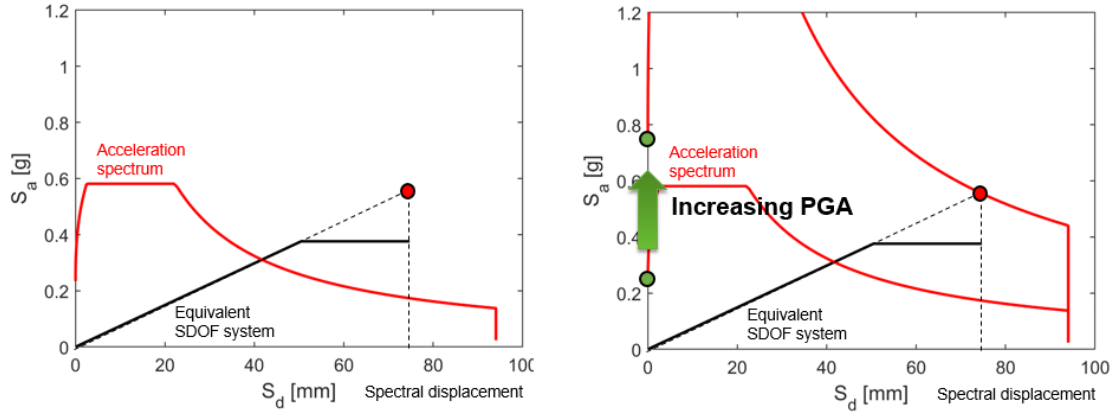 1.2
1
0.8
0.6
0.4
0.2
0
S_a [g]
Acceleration
spectrum
Equivalent
SDOF system
0
20
40
60
80
100
S_d [mm]
Spectral displacement
1.2
1
0.8
0.6
0.4
0.2
0
S_a [g]
Acceleration
spectrum
Increasing PGA
Equivalent
SDOF system
0
20
40
60
80
100
S_d [mm]
Spectral displacement